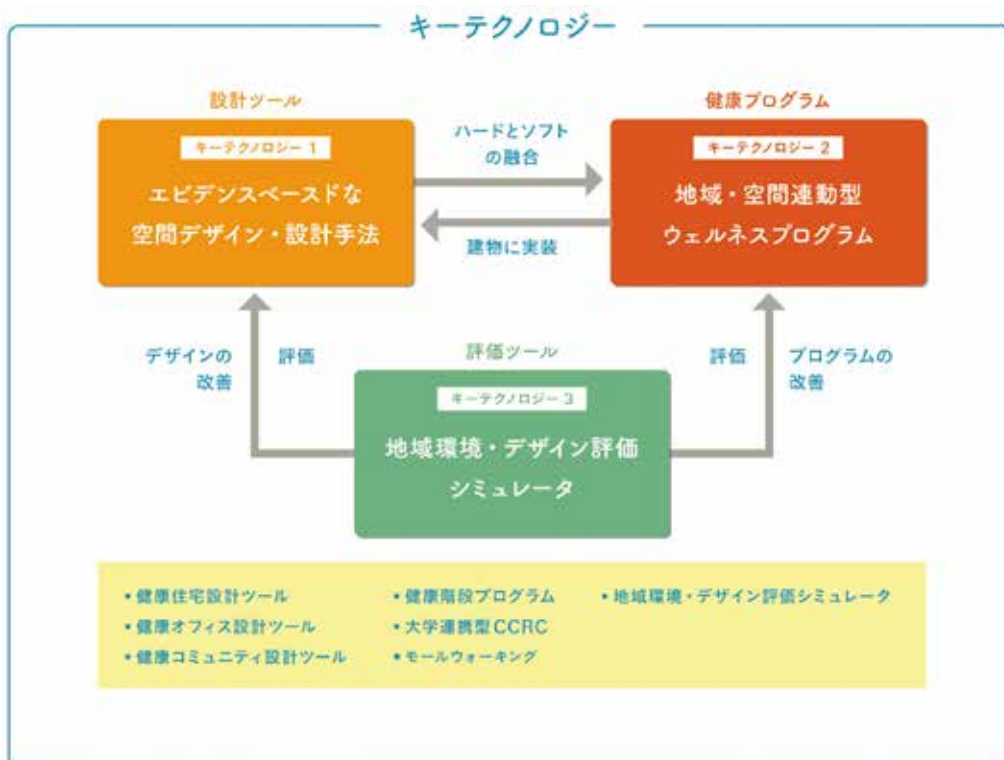 キーテクノロジー
設計ツール
キーテクノロジー 1
エビデンスベースドな
空間デザイン・設計手法
ハードとソフト
の融合
建物に実装
健康プログラム
キーテクノロジー 2
地域・空間連動型
ウェルネスプログラム
デザインの
改善
評価
評価ツール
キーテクノロジー 3
地域環境・デザイン評価
シミュレータ
評価
プログラムの
改善
• 健康住宅設計ツール
• 健康オフィス設計ツール
• 健康コミュニティ設計ツール
• 健康階段プログラム
• 大学連携型CCRC
• モールウォーキング
• 地域環境・デザイン評価シミュレータ